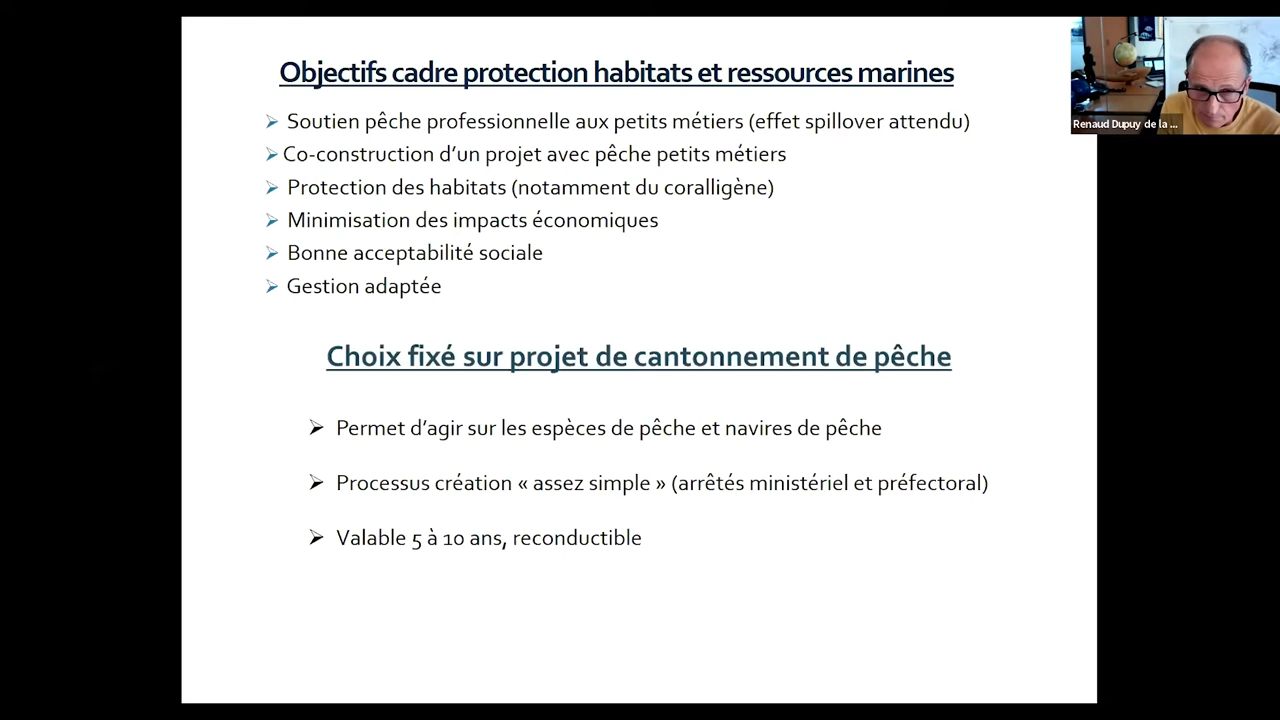 Objectifs cadre protection habitats et ressources marines
Soutien pêche professionnelle aux petits métiers (effet spillover attendu)
Co-construction d'un projet avec pêche petits métiers
Protection des habitats (notamment du coralligène)
Minimisation des impacts économiques
Bonne acceptabilité sociale
Gestion adaptée
Choix fixé sur projet de cantonnement de pêche
Permet d'agir sur les espèces de pêche et navires de pêche
Processus création « assez simple » (arrêtés ministériel et préfectoral)
Valable 5 à 10 ans, reconductible
Renaud Dupuy de la ...